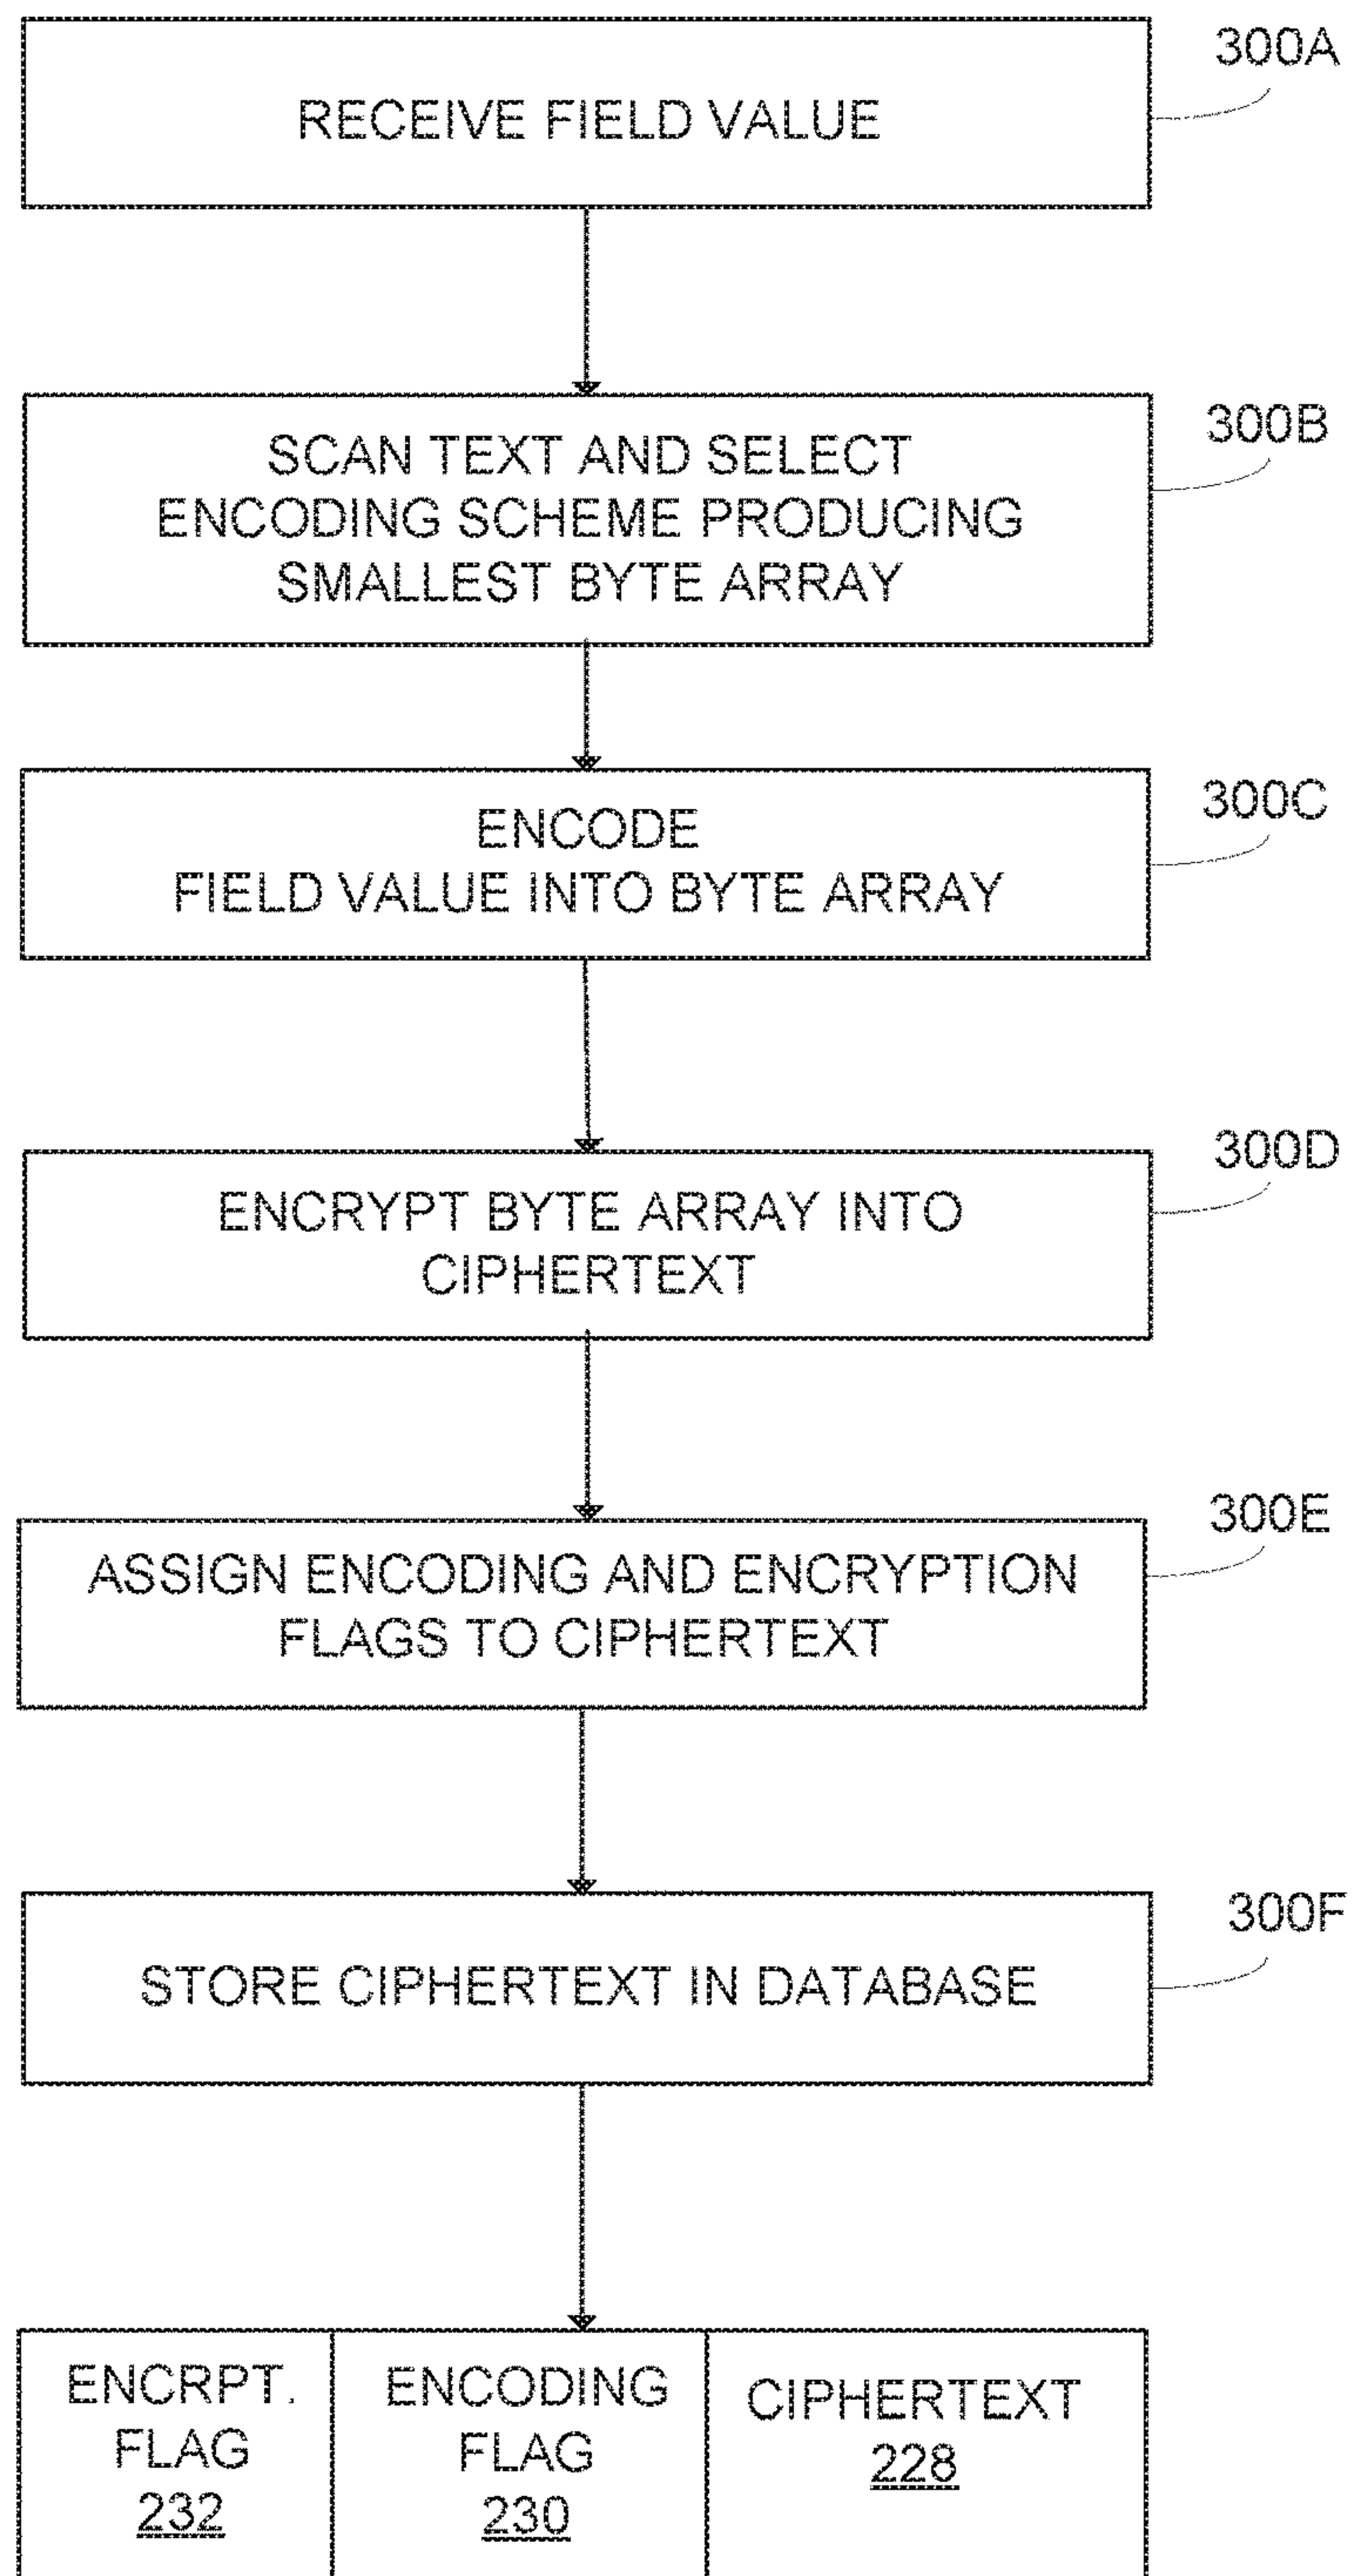 300A
RECEIVE FIELD VALUE
300B
SCAN TEXT AND SELECT
ENCODING SCHEME PRODUCING
SMALLEST BYTE ARRAY
300C
ENCODE
FIELD VALUE INTO BYTE ARRAY
300D
ENCRYPT BYTE ARRAY INTO
CIPHERTEXT
300E
ASSIGN ENCODING AND ENCRYPTION
FLAGS TO CIPHERTEXT
300F
STORE CIPHERTEXT IN DATABASE
ENCRPT.
FLAG
232
ENCODING
FLAG
230
CIPHERTEXT
228